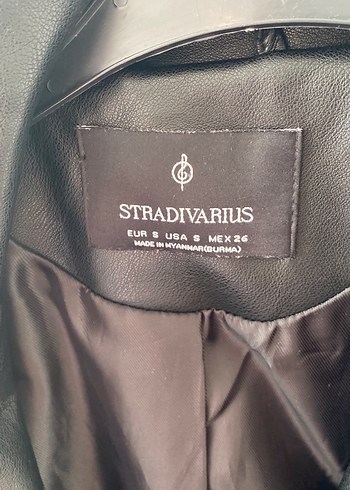 STRADIVARIUS
EUR S USA S MEX 26
MADE IN MYANMAR(BURMA)